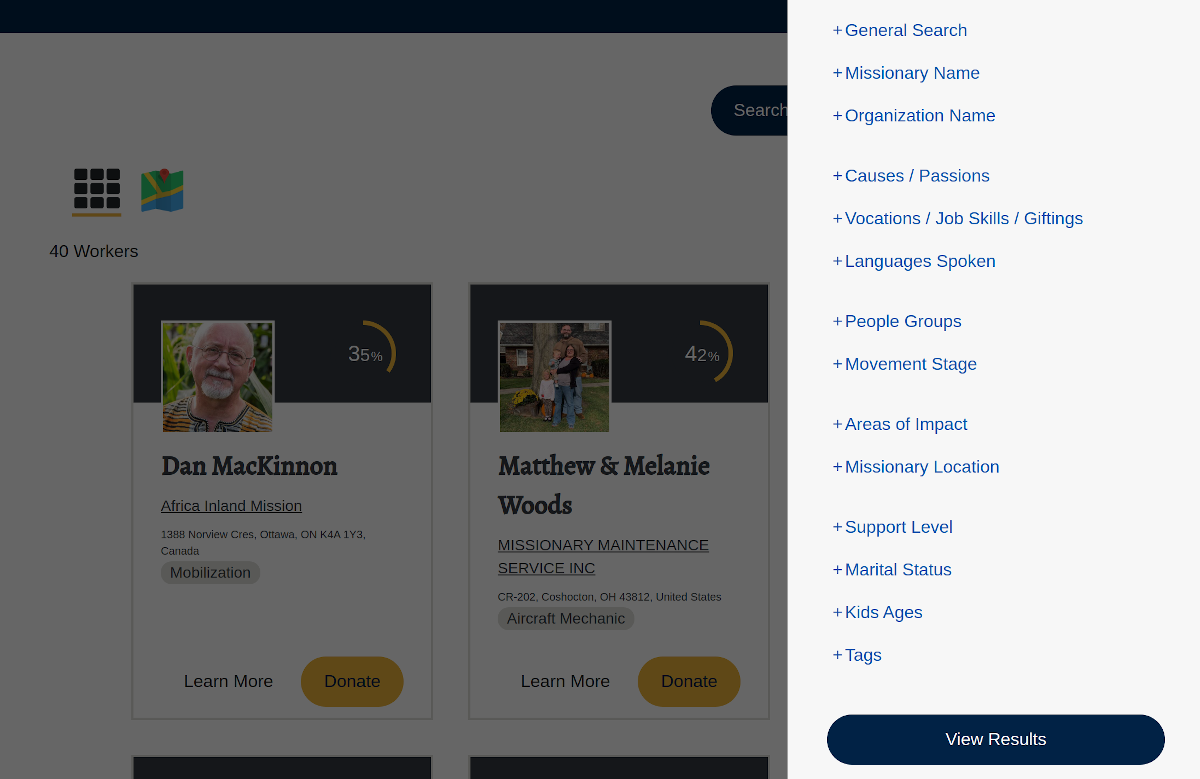 Search
40 Workers
35%
Dan MacKinnon
Africa Inland Mission
1388 Norview Cres, Ottawa, ON K4A 1Y3,
Canada
Mobilization
Learn More
Donate
42%
Matthew & Melanie
Woods
MISSIONARY MAINTENANCE
SERVICE INC
CR-202, Coshocton, OH 43812, United States
Aircraft Mechanic
Learn More
Donate
+ General Search
+ Missionary Name
+ Organization Name
+ Causes / Passions
+ Vocations / Job Skills / Giftings
+ Languages Spoken
+ People Groups
+ Movement Stage
+ Areas of Impact
+ Missionary Location
+ Support Level
+ Marital Status
+ Kids Ages
+ Tags
View Results